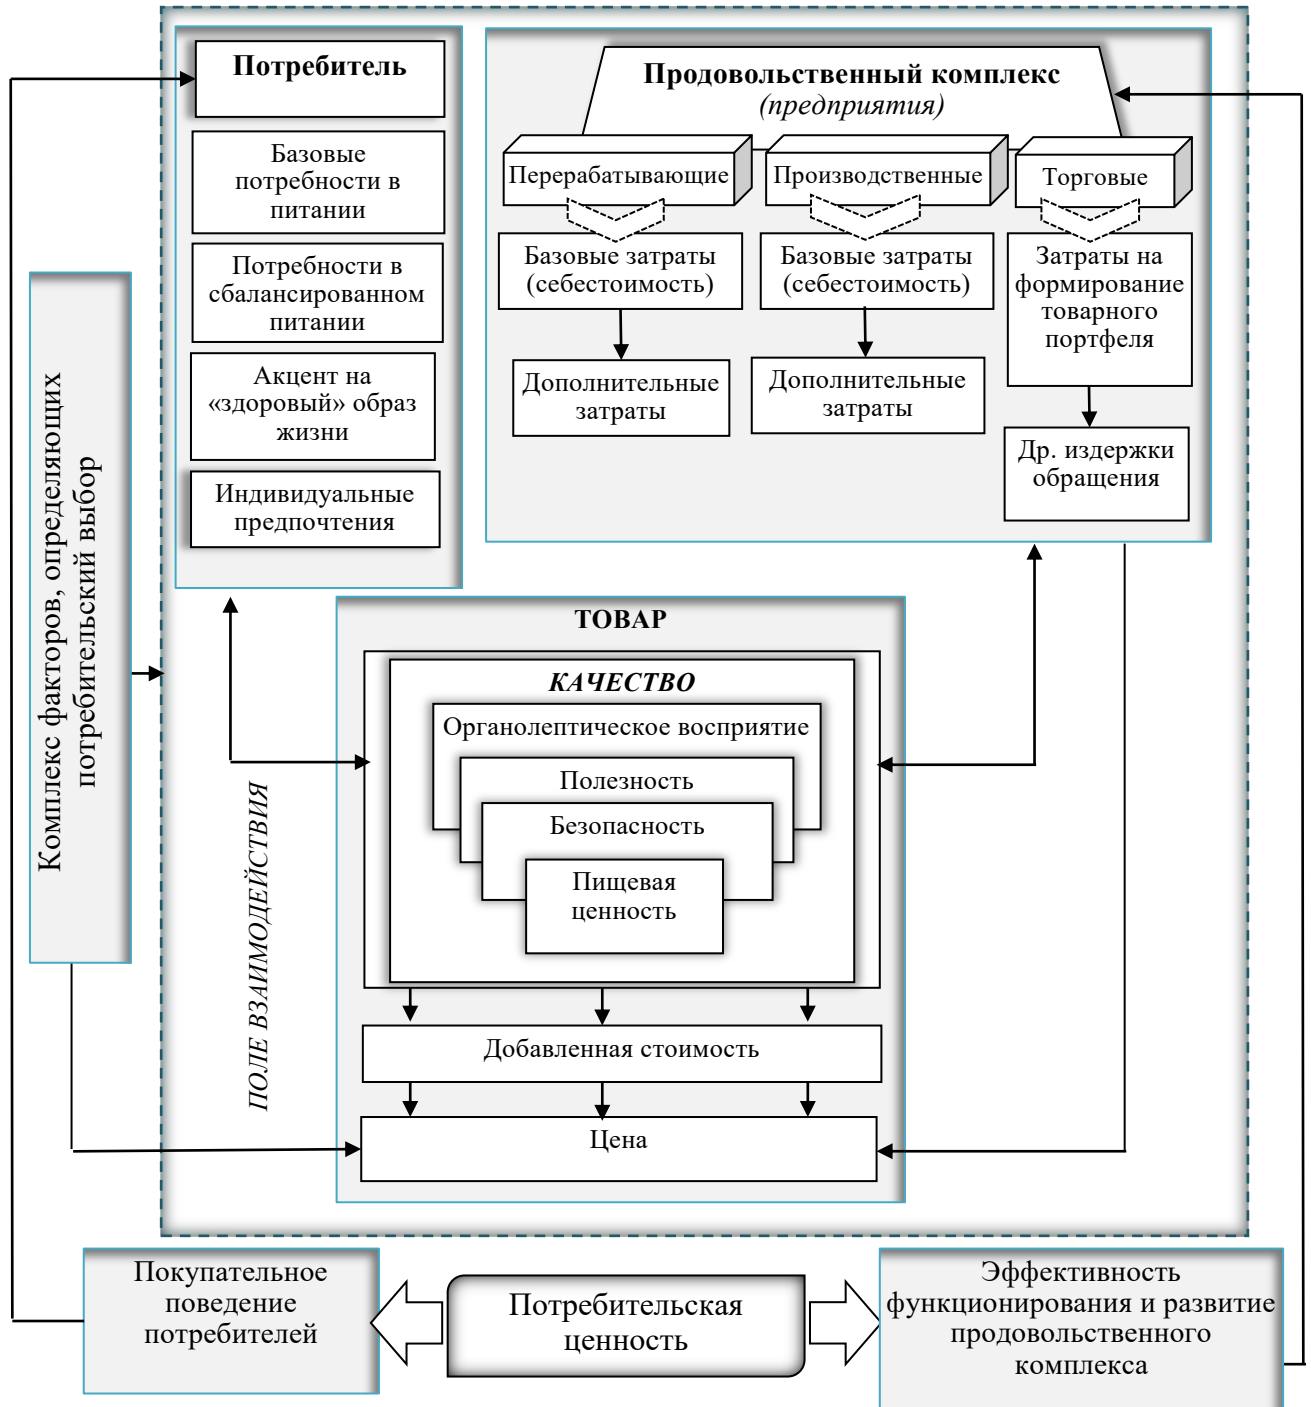 Потребитель
Базовые
потребности в
питании
Потребности в
сбалансированном
питании
Акцент на
«здоровый» образ
жизни
Индивидуальные
предпочтения
Продовольственный комплекс
(предприятия)
Перерабатывающие
Производственные
Торговые
Базовые затраты
(себестоимость)
Базовые затраты
(себестоимость)
Затраты на
формирование
товарного
портфеля
Дополнительные
затраты
Дополнительные
затраты
Др. издержки
обращения
Комплекс факторов, определяющих
потребительский выбор
ПОЛЕ ВЗАИМОДЕЙСТВИЯ
ТОВАР
КАЧЕСТВО
Органолептическое восприятие
Полезность
Безопасность
Пищевая
ценность
Добавленная стоимость
Цена
Покупательное
поведение
потребителей
Потребительская
ценность
Эффективность
функционирования и развитие
продовольственного
комплекса